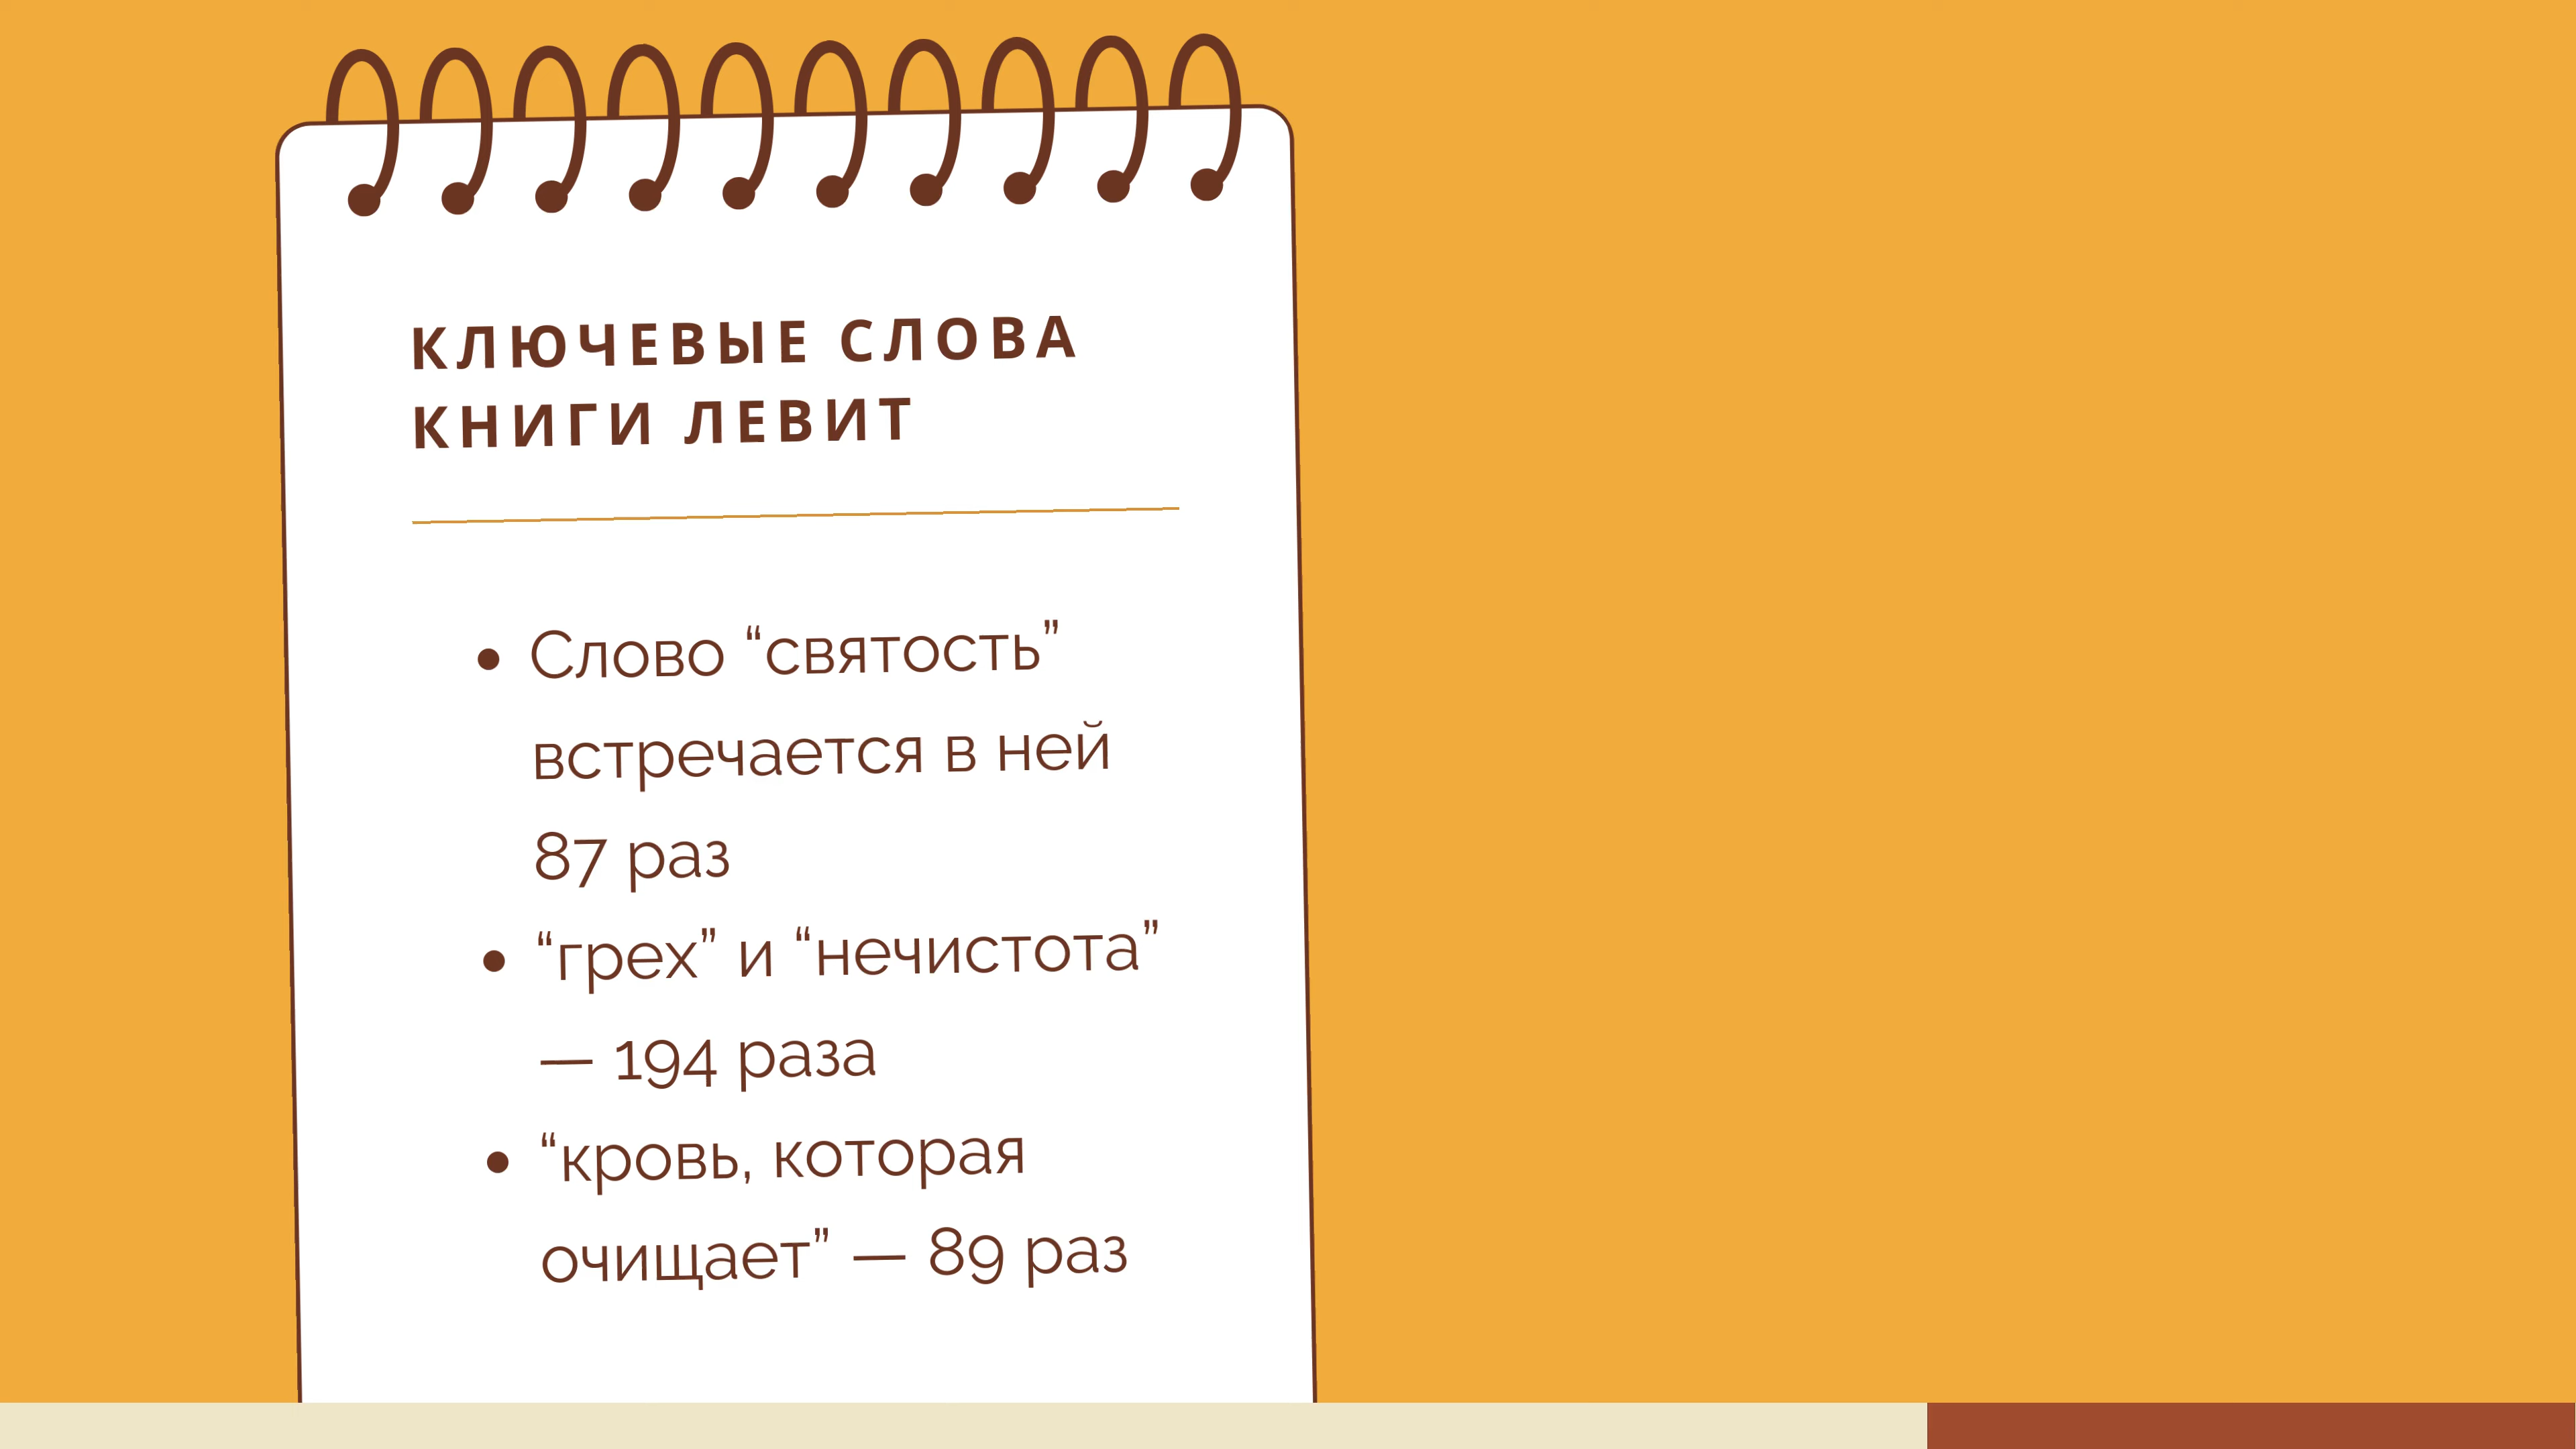 КЛЮЧЕВЫЕ СЛОВА
КНИГИ ЛЕВИТ
• Слово “святость”
встречается в ней
87 раз
• “грех” и “нечистота”
— 194 раза
• “кровь, которая
очищает” — 89 раз